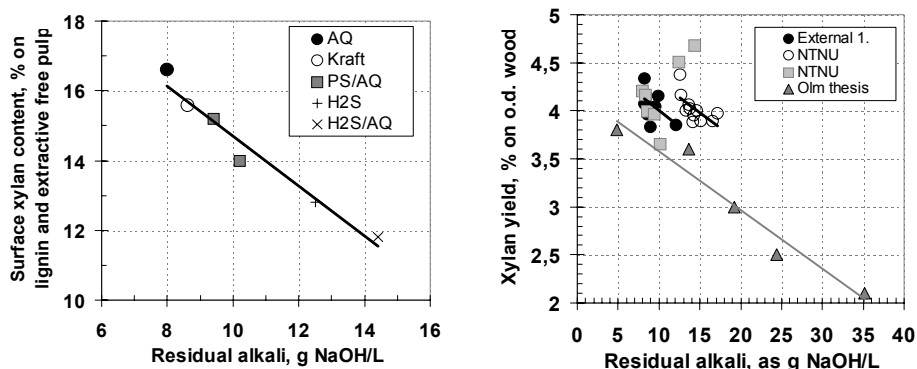 Surface xylan content, % on
lignin and extractive free pulp
18
16
14
12
10
6
8
10
12
14
16
Residual alkali, g NaOH/L
AQ
Kraft
PS/AQ
H2S
H2S/AQ
Xylan yield, % on o.d. wood
5
4,5
4
3,5
3
2,5
2
0
5
10
15
20
25
30
35
40
Residual alkali, as g NaOH/L
External 1.
NTNU
NTNU
Olm thesis